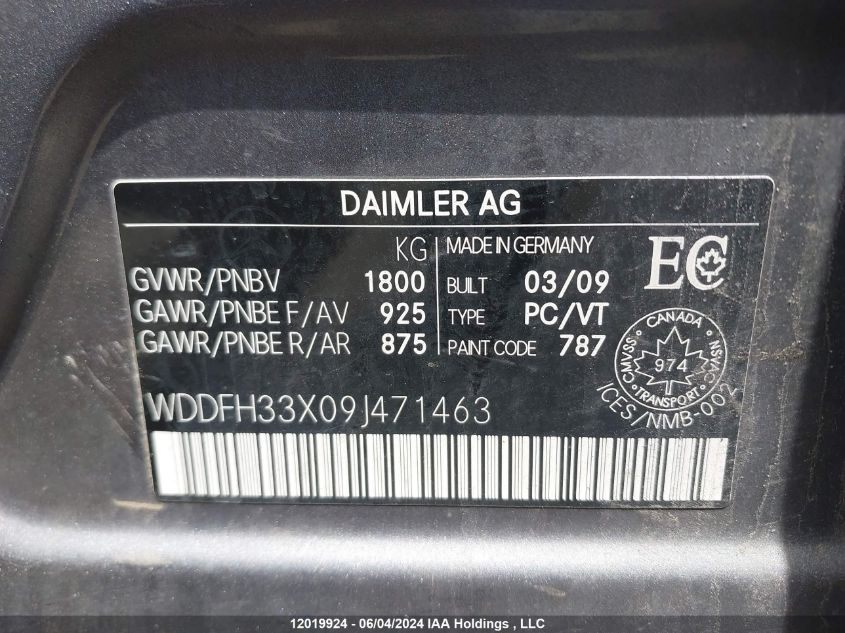 DAIMLER AG
KG
MADE IN GERMANY
EC
GVWR/PNBV 1800
BUILT 03/09
GAWR/PNBE F/AV 925
TYPE PC/VT
GAWR/PNBE R/AR 875
PAINT CODE 787
CANADA
CMVSS 974 NSVAC
TRANSPORT
ICES/NMB-002
WDDFH33X09J471463
12019924 - 06/04/2024 IAA Holdings , LLC